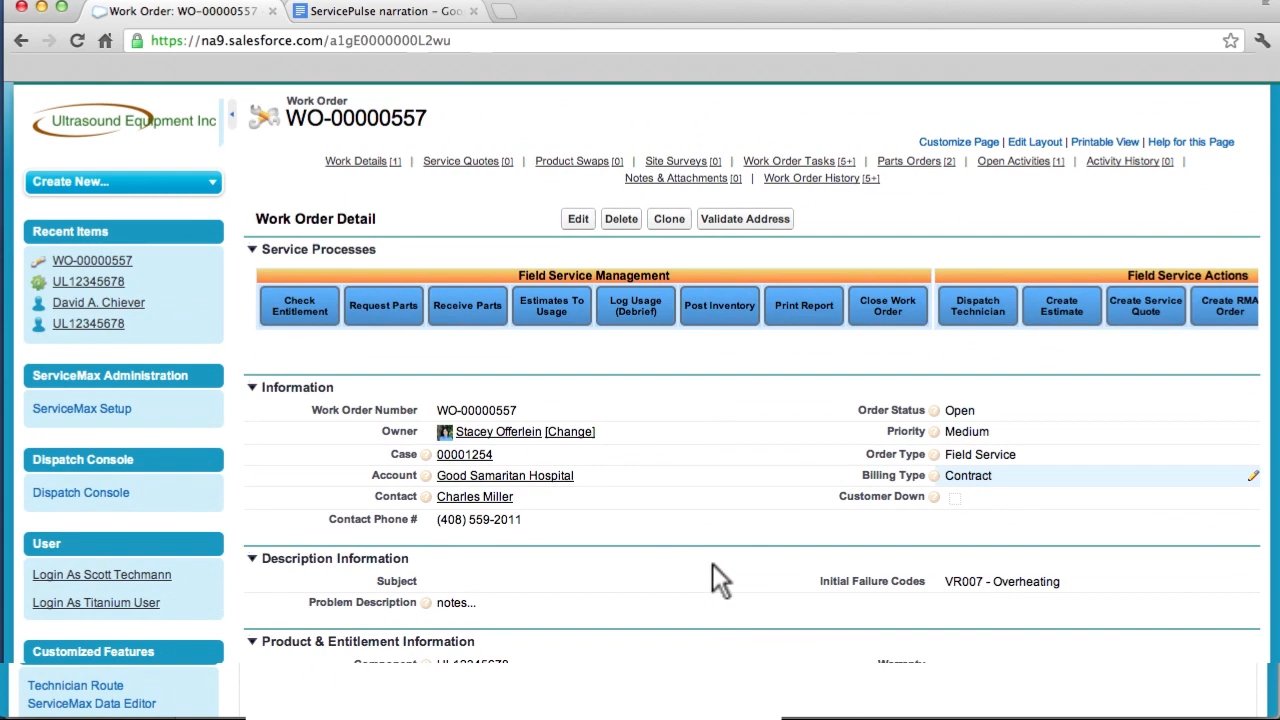 Work Order: WO-00000557
ServicePulse narration - Goo
https://na9.salesforce.com/a1gE0000000L2wu
Ultrasound Equipment Inc
Work Order
WO-00000557
Customize Page | Edit Layout | Printable View | Help for this Page
Work Details [1] | Service Quotes [0] | Product Swaps [0] | Site Surveys [0] | Work Order Tasks [5+] | Parts Orders [2] | Open Activities [1] | Activity History [0] |
Notes & Attachments [0] | Work Order History [5+]
Create New...
Recent Items
WO-00000557
UL12345678
David A. Chiever
UL12345678
ServiceMax Administration
ServiceMax Setup
Dispatch Console
Dispatch Console
User
Login As Scott Techmann
Login As Titanium User
Customized Features
Technician Route
ServiceMax Data Editor
Work Order Detail
Edit
Delete
Clone
Validate Address
Service Processes
Field Service Management
Field Service Actions
Check
Entitlement
Request Parts
Receive Parts
Estimates To
Usage
Log Usage
(Debrief)
Post Inventory
Print Report
Close Work
Order
Dispatch
Technician
Create
Estimate
Create Service
Quote
Create RMA
Order
Information
Work Order Number WO-00000557
Order Status Open
Owner Stacey Offerlein [Change]
Priority Medium
Case 00001254
Order Type Field Service
Account Good Samaritan Hospital
Billing Type Contract
Contact Charles Miller
Customer Down
Contact Phone # (408) 559-2011
Description Information
Subject
Initial Failure Codes VR007 - Overheating
Problem Description notes...
Product & Entitlement Information
Component UL12345678
Warranty